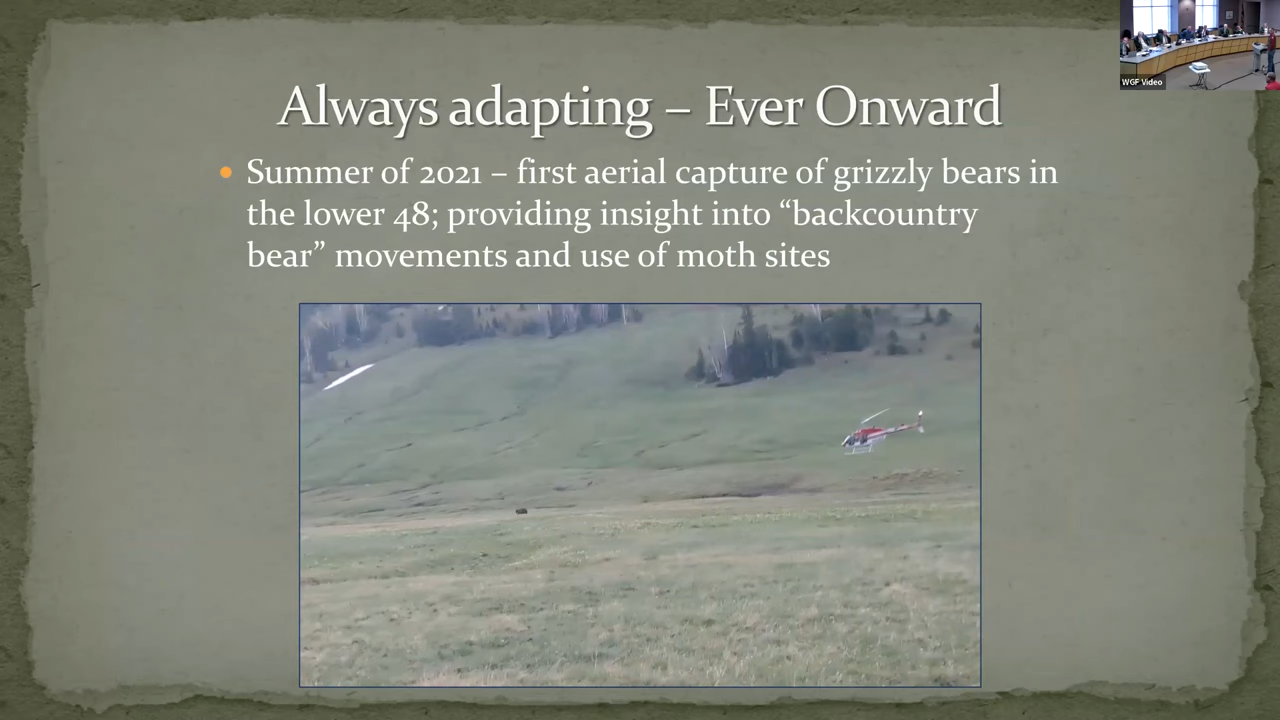 WGF Video
Always adapting – Ever Onward
Summer of 2021 – first aerial capture of grizzly bears in
the lower 48; providing insight into “backcountry
bear” movements and use of moth sites